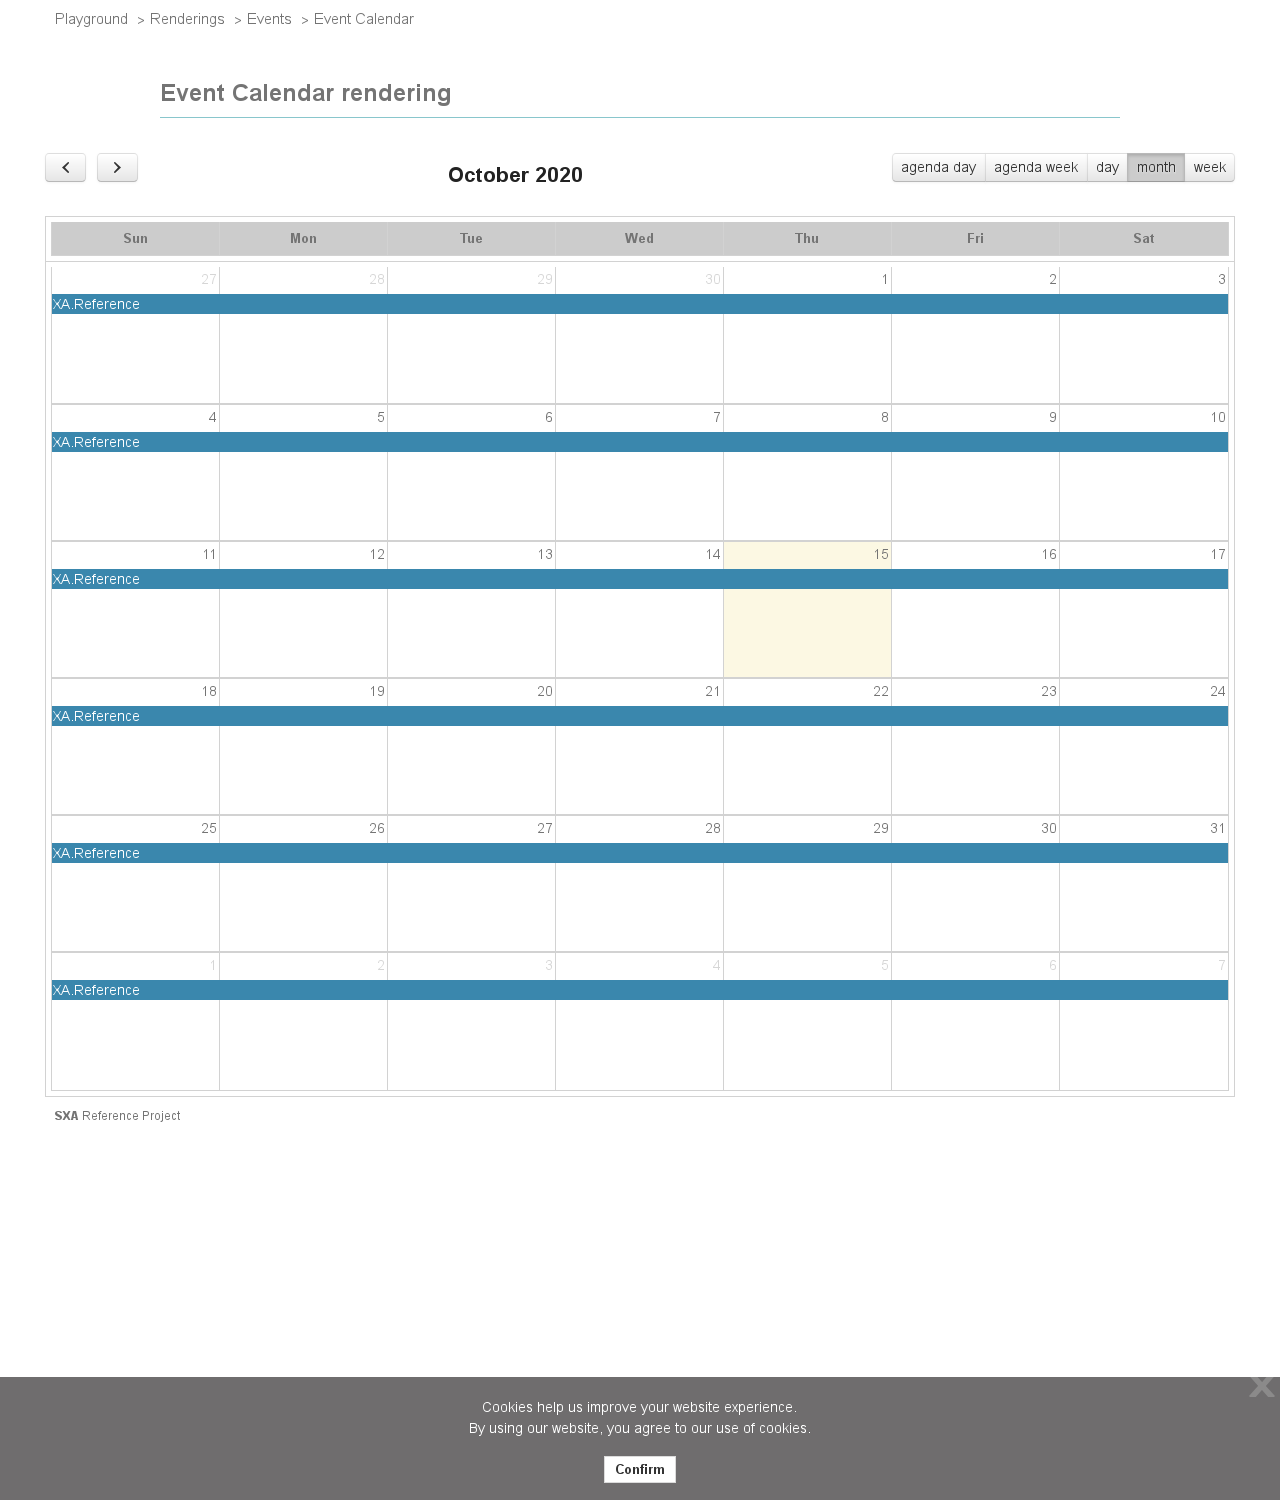 Playground > Renderings > Events > Event Calendar
Event Calendar rendering
October 2020
agenda day agenda week day month week
Sun Mon Tue Wed Thu Fri Sat
27 28 29 30 1 2 3
XA.Reference
4 5 6 7 8 9 10
XA.Reference
11 12 13 14 15 16 17
XA.Reference
18 19 20 21 22 23 24
XA.Reference
25 26 27 28 29 30 31
XA.Reference
1 2 3 4 5 6 7
XA.Reference
SXA Reference Project
Cookies help us improve your website experience.
By using our website, you agree to our use of cookies.
Confirm